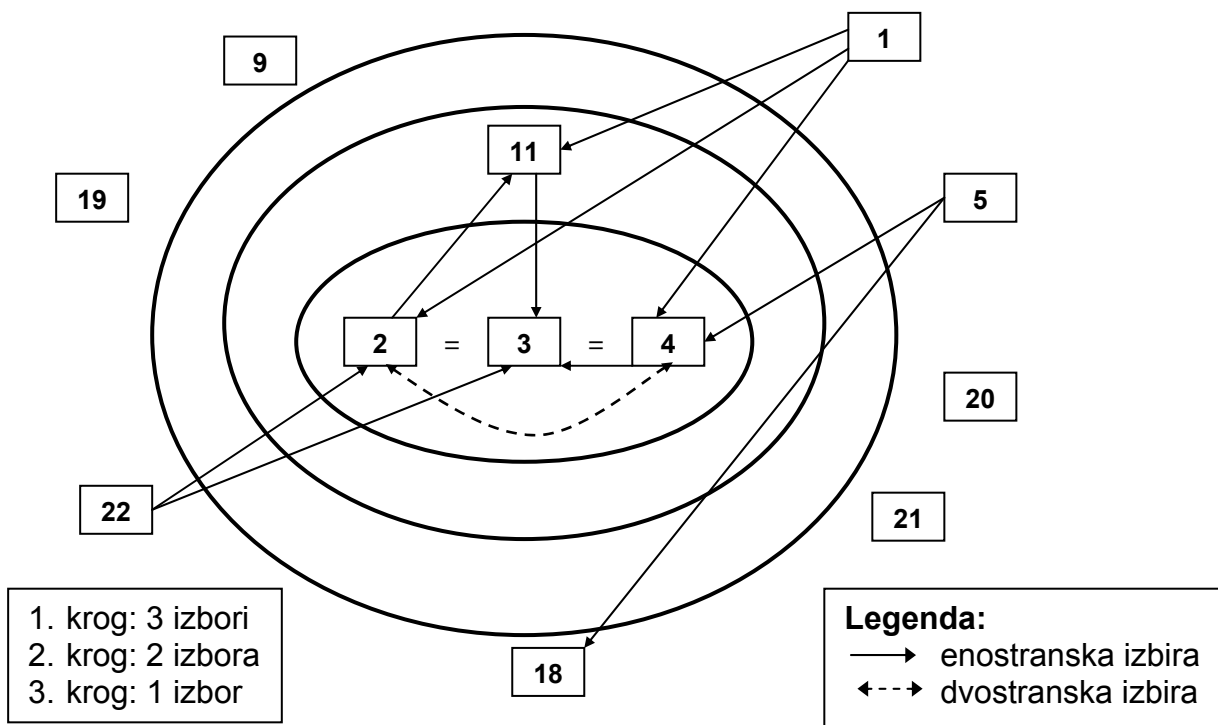 9
1
11
19
5
2 = 3 = 4
20
22
21
18
1. krog: 3 izbori
2. krog: 2 izbora
3. krog: 1 izbor
Legenda:
enostranska izbira
dvostranska izbira